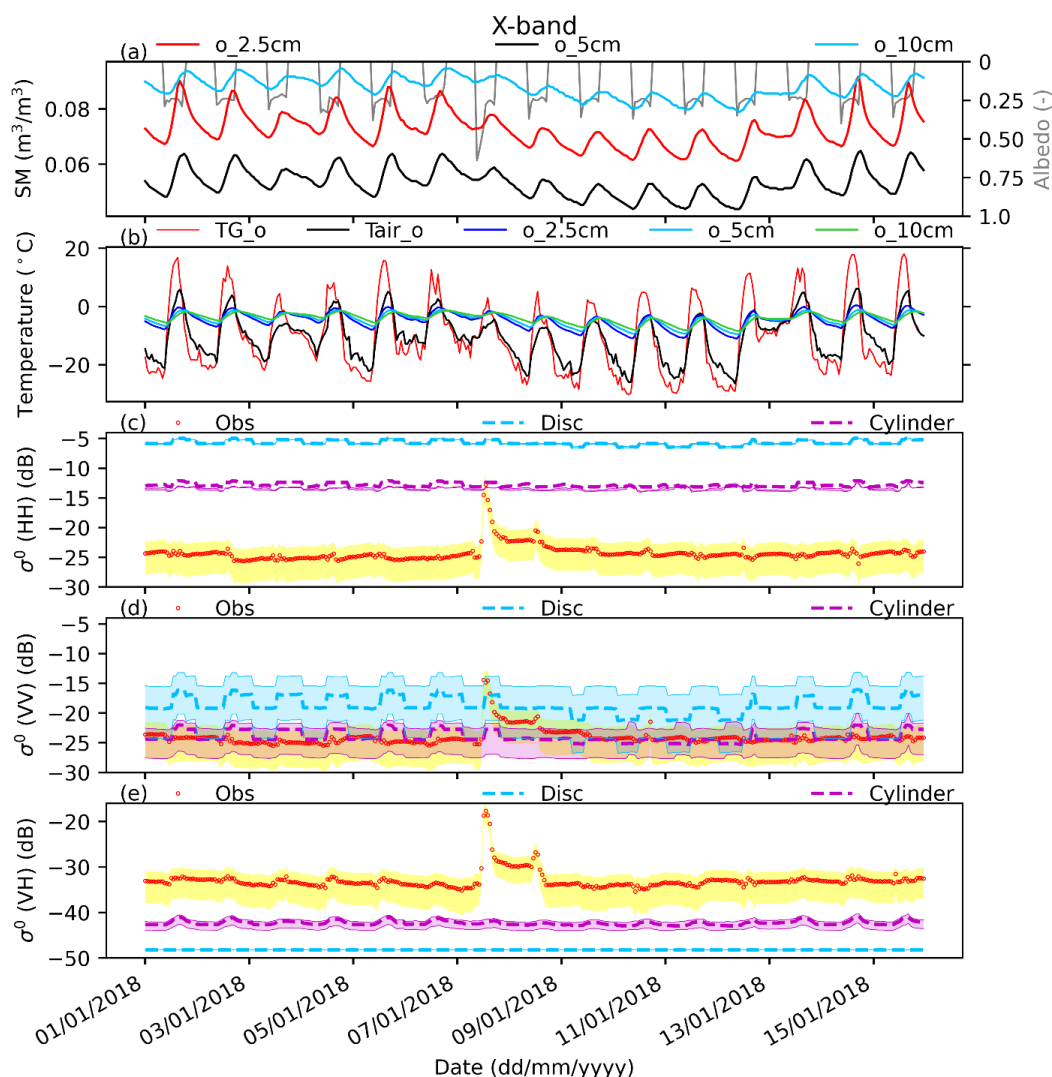 X-band
(a) o_2.5cm o_5cm o_10cm
SM (m³/m³)
0.08
0.06
0
0.25
0.50
0.75
1.0
Albedo (-)
(b) TG_o Tair_o o_2.5cm o_5cm o_10cm
Temperature (°C)
20
0
−20
(c) Obs Disc Cylinder
σ⁰ (HH) (dB)
−5
−10
−15
−20
−25
−30
(d) Obs Disc Cylinder
σ⁰ (VV) (dB)
−5
−10
−15
−20
−25
−30
(e) Obs Disc Cylinder
σ⁰ (VH) (dB)
−20
−30
−40
−50
01/01/2018
03/01/2018
05/01/2018
07/01/2018
09/01/2018
11/01/2018
13/01/2018
15/01/2018
Date (dd/mm/yyyy)